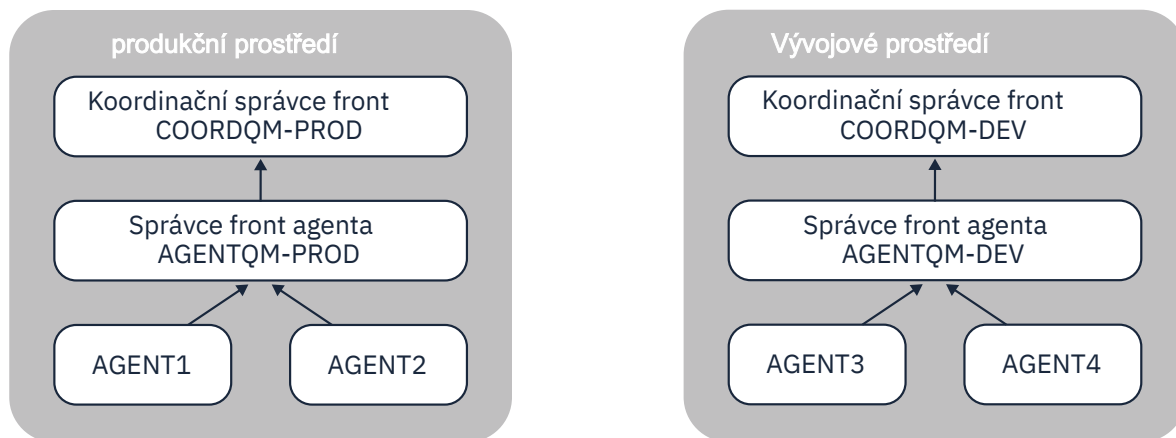 produkční prostředí
Koordinační správce front
COORDQM-PROD
Správce front agenta
AGENTQM-PROD
AGENT1
AGENT2
Vývojové prostředí
Koordinační správce front
COORDQM-DEV
Správce front agenta
AGENTQM-DEV
AGENT3
AGENT4